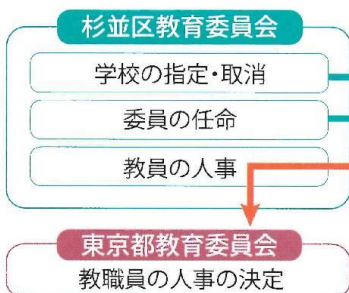 杉並区教育委員会
学校の指定・取消
委員の任命
教員の人事
東京都教育委員会
教職員の人事の決定